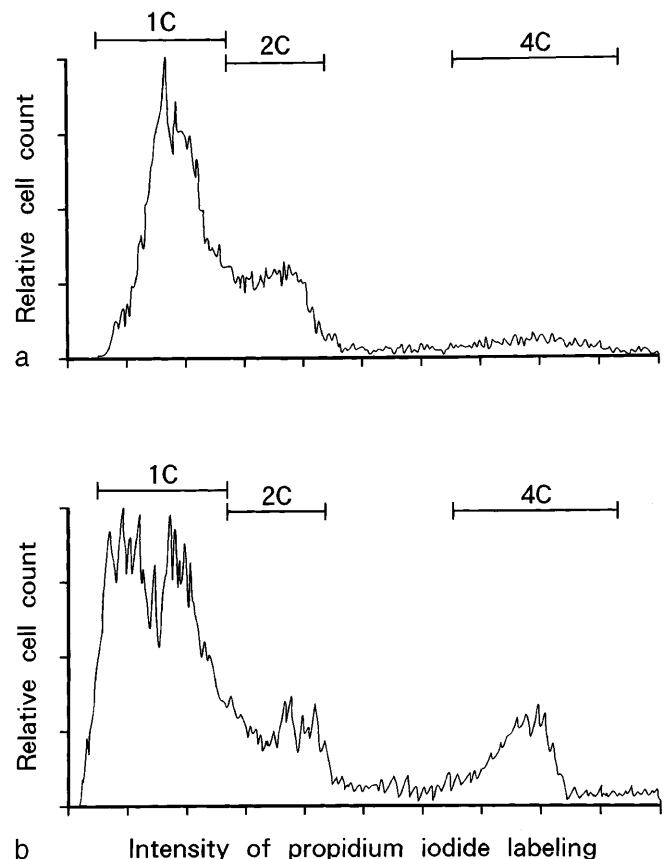 1C
2C
4C
Relative cell count
a
1C
2C
4C
Relative cell count
b
Intensity of propidium iodide labeling